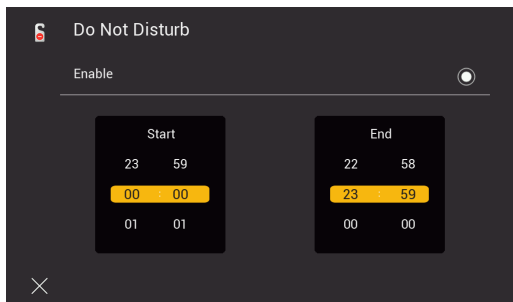 Do Not Disturb
Enable
Start
End
23 59
22 58
00 : 00
23 : 59
01 01
00 00